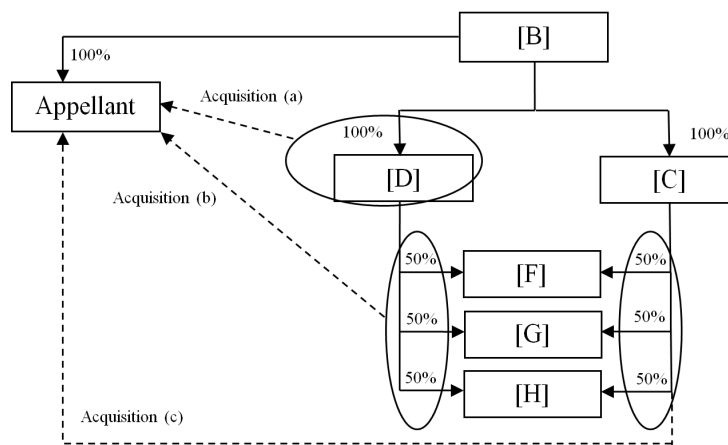 [B]
100%
Appellant
Acquisition (a)
100%
100%
[D]
[C]
Acquisition (b)
50%
50%
[F]
50%
50%
[G]
50%
50%
[H]
Acquisition (c)